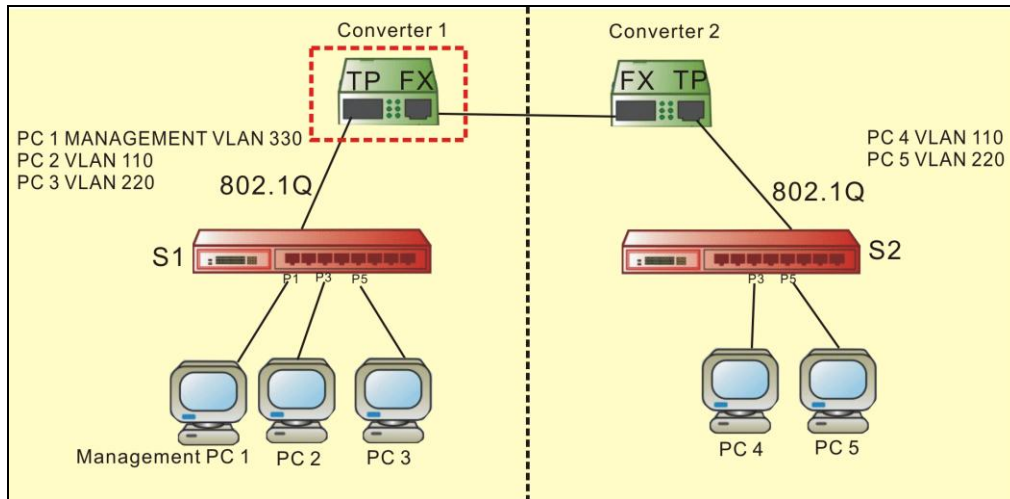 Converter 1
Converter 2
TP FX
FX TP
PC 1 MANAGEMENT VLAN 330
PC 2 VLAN 110
PC 3 VLAN 220
PC 4 VLAN 110
PC 5 VLAN 220
802.1Q
802.1Q
S1
S2
P1 P3 P5
P3 P5
Management PC 1
PC 2
PC 3
PC 4
PC 5